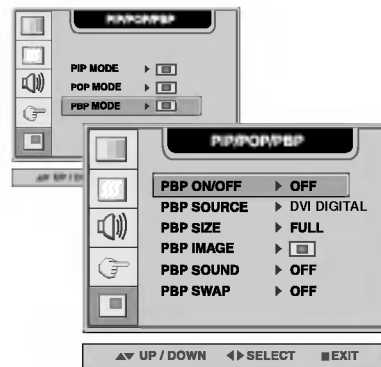 PIP/POP/PBP
PIP MODE
POP MODE
PBP MODE
PIP/POP/PBP
PBP ON/OFF OFF
PBP SOURCE DVI DIGITAL
PBP SIZE FULL
PBP IMAGE
PBP SOUND OFF
PBP SWAP OFF
▲▼ UP / DOWN ◀▶ SELECT ■ EXIT